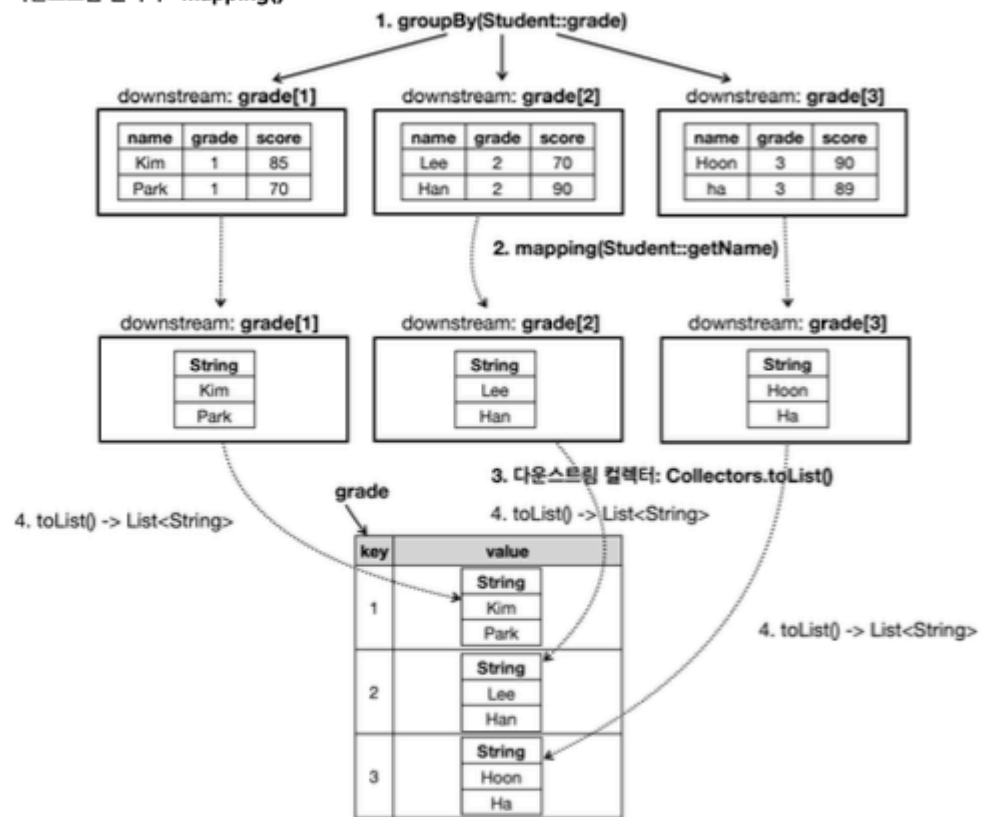 mapping()
1. groupBy(Student::grade)
downstream: grade[1]
downstream: grade[2]
downstream: grade[3]
name grade score
Kim 1 85
Park 1 70
name grade score
Lee 2 70
Han 2 90
name grade score
Hoon 3 90
ha 3 89
2. mapping(Student::getName)
downstream: grade[1]
downstream: grade[2]
downstream: grade[3]
String
Kim
Park
String
Lee
Han
String
Hoon
Ha
3. 다운스트림 컬렉터: Collectors.toList()
grade
4. toList() -> List<String>
4. toList() -> List<String>
key value
1
String
Kim
Park
4. toList() -> List<String>
2
String
Lee
Han
3
String
Hoon
Ha